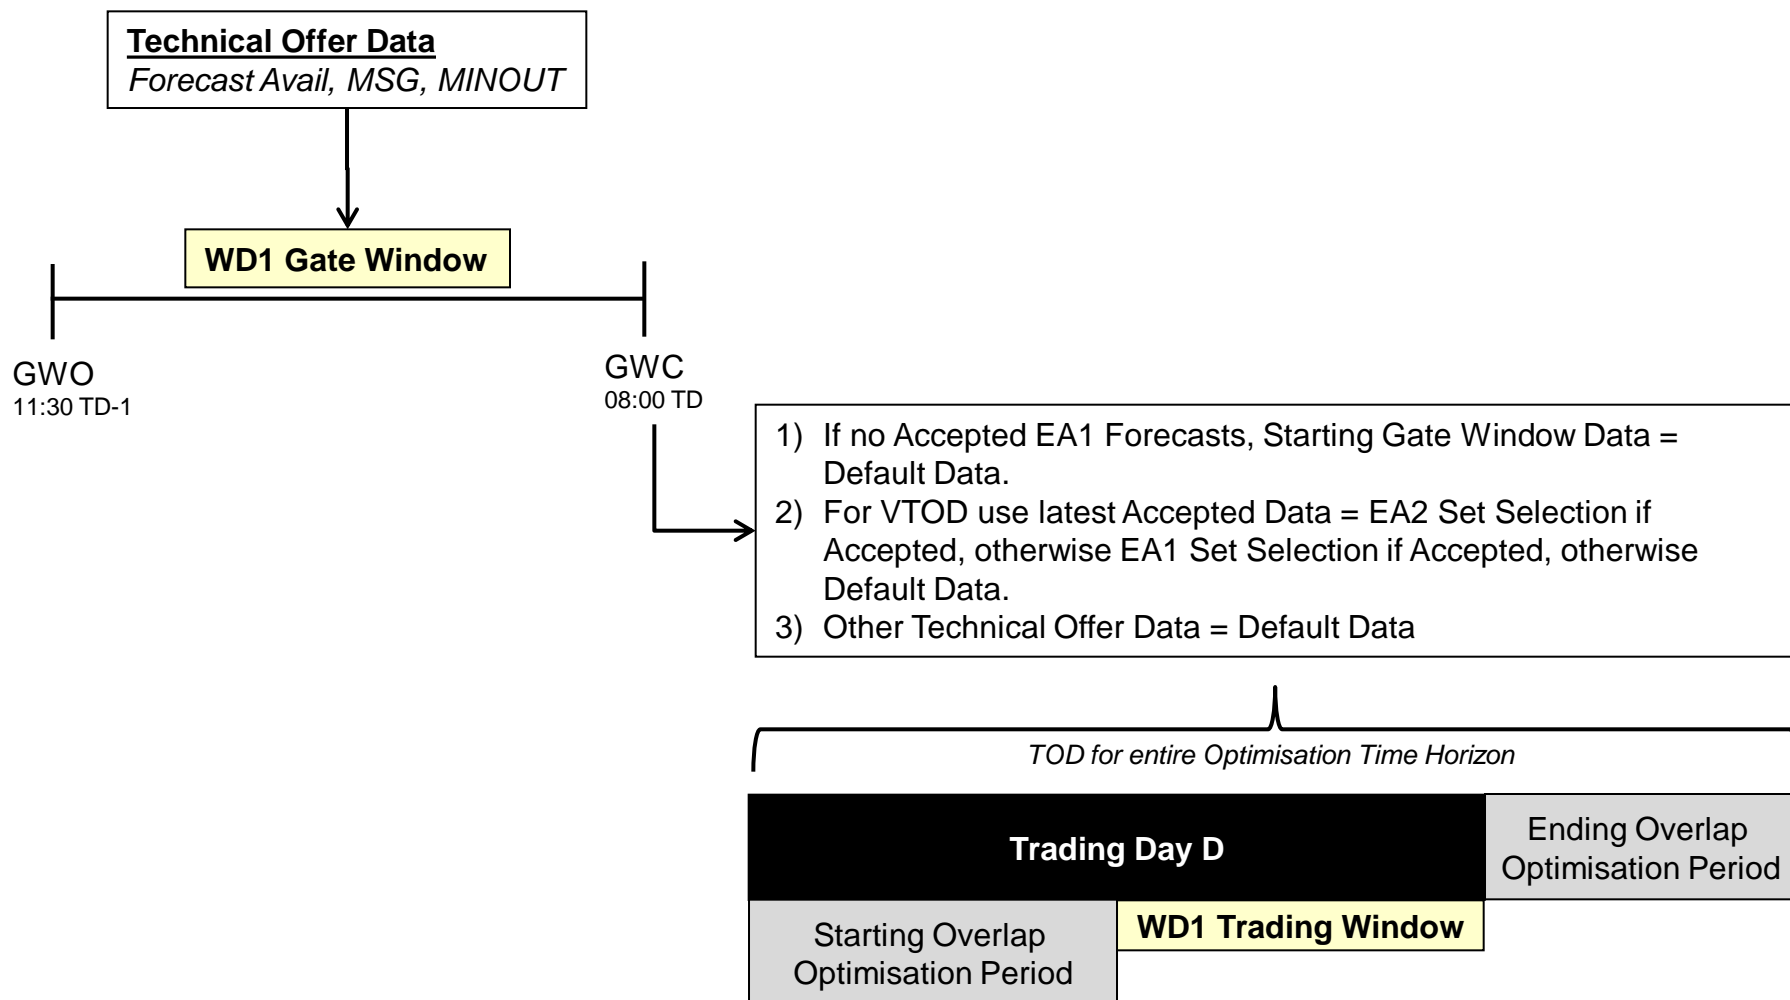 Technical Offer Data
Forecast Avail, MSG, MINOUT
WD1 Gate Window
GWO
11:30 TD-1
GWC
08:00 TD
1) If no Accepted EA1 Forecasts, Starting Gate Window Data =
Default Data.
2) For VTOD use latest Accepted Data = EA2 Set Selection if
Accepted, otherwise EA1 Set Selection if Accepted, otherwise
Default Data.
3) Other Technical Offer Data = Default Data
TOD for entire Optimisation Time Horizon
Trading Day D
Ending Overlap
Optimisation Period
Starting Overlap
Optimisation Period
WD1 Trading Window